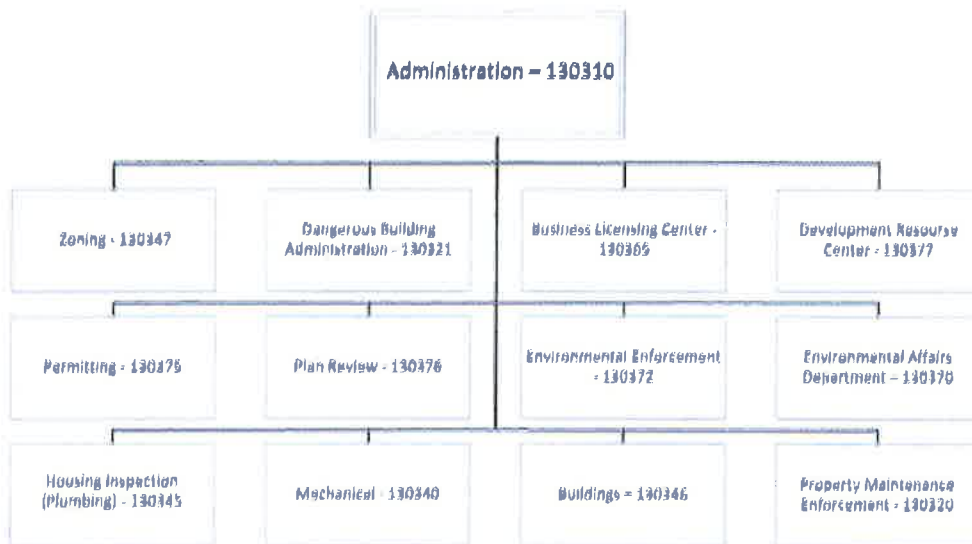 Administration – 130310
Zoning - 130347
Dangerous Building
Administration - 130321
Business Licensing Center -
130365
Development Resource
Center - 130377
Permitting - 130375
Plan Review - 130376
Environmental Enforcement
- 130372
Environmental Affairs
Department – 130370
Housing Inspection
(Plumbing) - 130345
Mechanical - 130340
Buildings – 130346
Property Maintenance
Enforcement - 130320